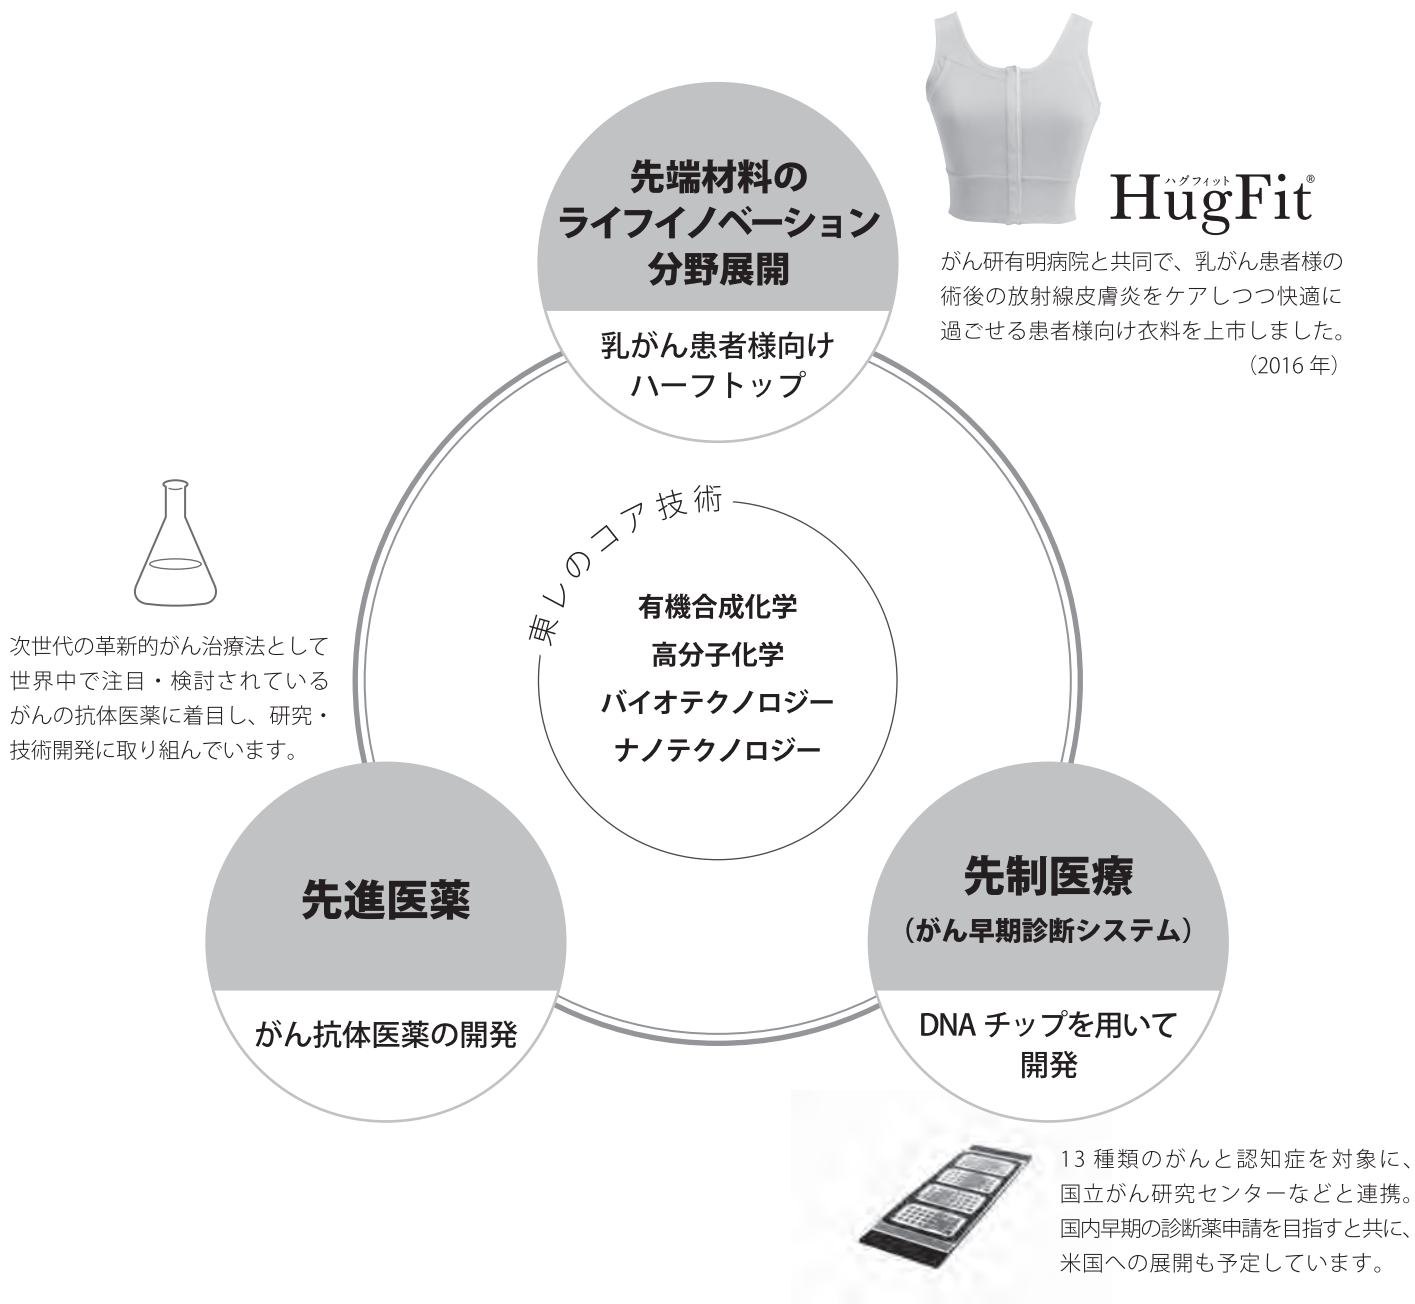 先端材料の
ライフイノベーション
分野展開
乳がん患者様向け
ハーフトップ
ハグフィット
HugFit®
がん研有明病院と共同で、乳がん患者様の
術後の放射線皮膚炎をケアしつつ快適に
過ごせる患者様向け衣料を上市しました。
（2016 年）
東レのコア技術
有機合成化学
高分子化学
バイオテクノロジー
ナノテクノロジー
次世代の革新的がん治療法として
世界中で注目・検討されている
がんの抗体医薬に着目し、研究・
技術開発に取り組んでいます。
先進医薬
がん抗体医薬の開発
先制医療
（がん早期診断システム）
DNA チップを用いて
開発
13 種類のがんと認知症を対象に、
国立がん研究センターなどと連携。
国内早期の診断薬申請を目指すと共に、
米国への展開も予定しています。